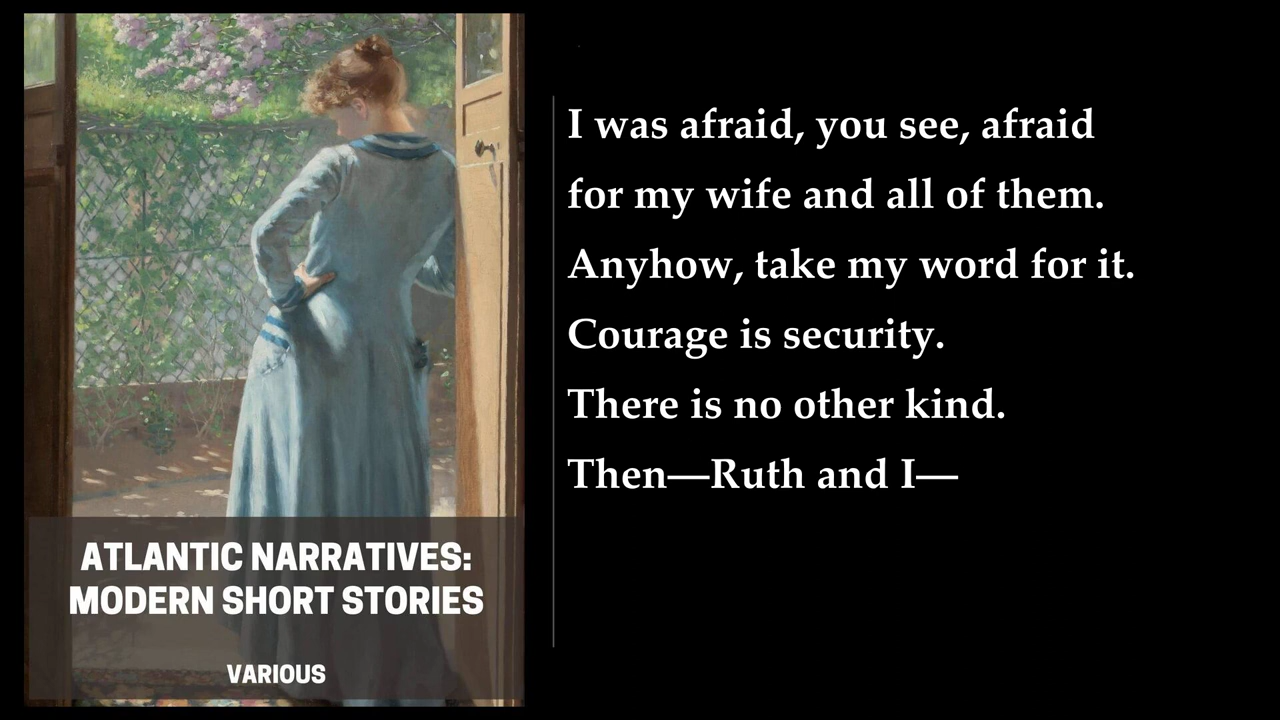 I was afraid, you see, afraid
for my wife and all of them.
Anyhow, take my word for it.
Courage is security.
There is no other kind.
Then—Ruth and I—
ATLANTIC NARRATIVES:
MODERN SHORT STORIES
VARIOUS